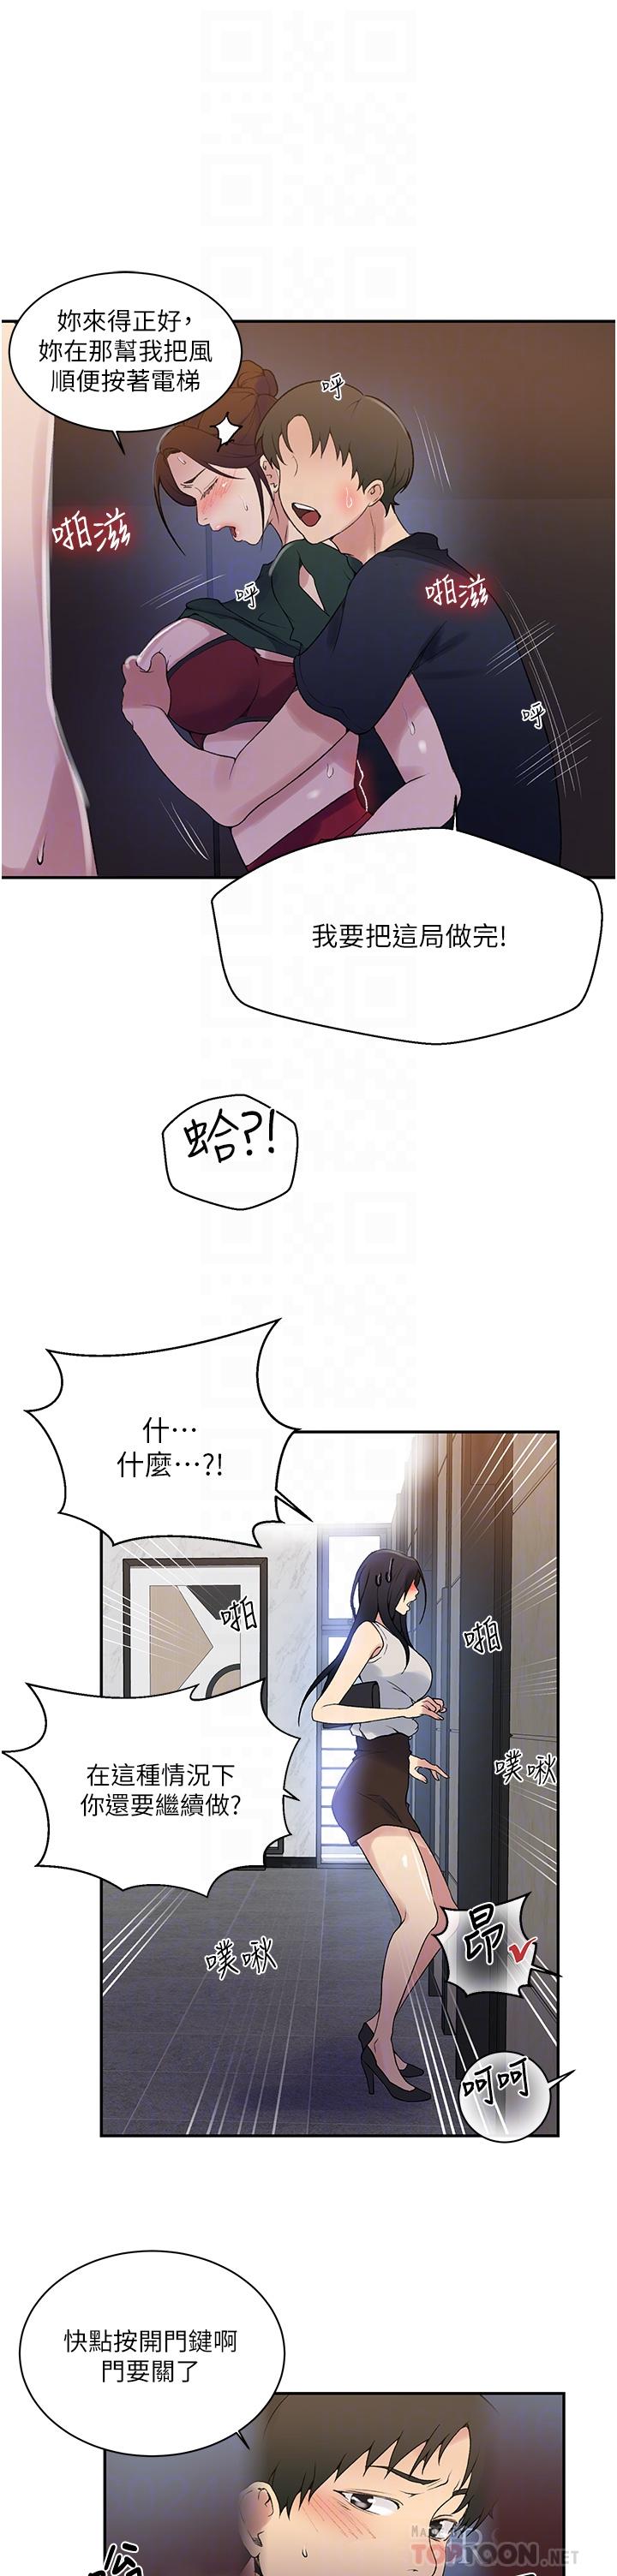 妳來得正好，
妳在那幫我把風
順便按著電梯
呼
啪滋
呼
啪滋
呼
我要把這局做完!
蛤?!
什…
什麼…?!
啪
啪
在這種情況下
你還要繼續做?
噗啾
昂
噗啾
呵呵
快點按開門鍵啊
門要關了
TOPTOON.NET